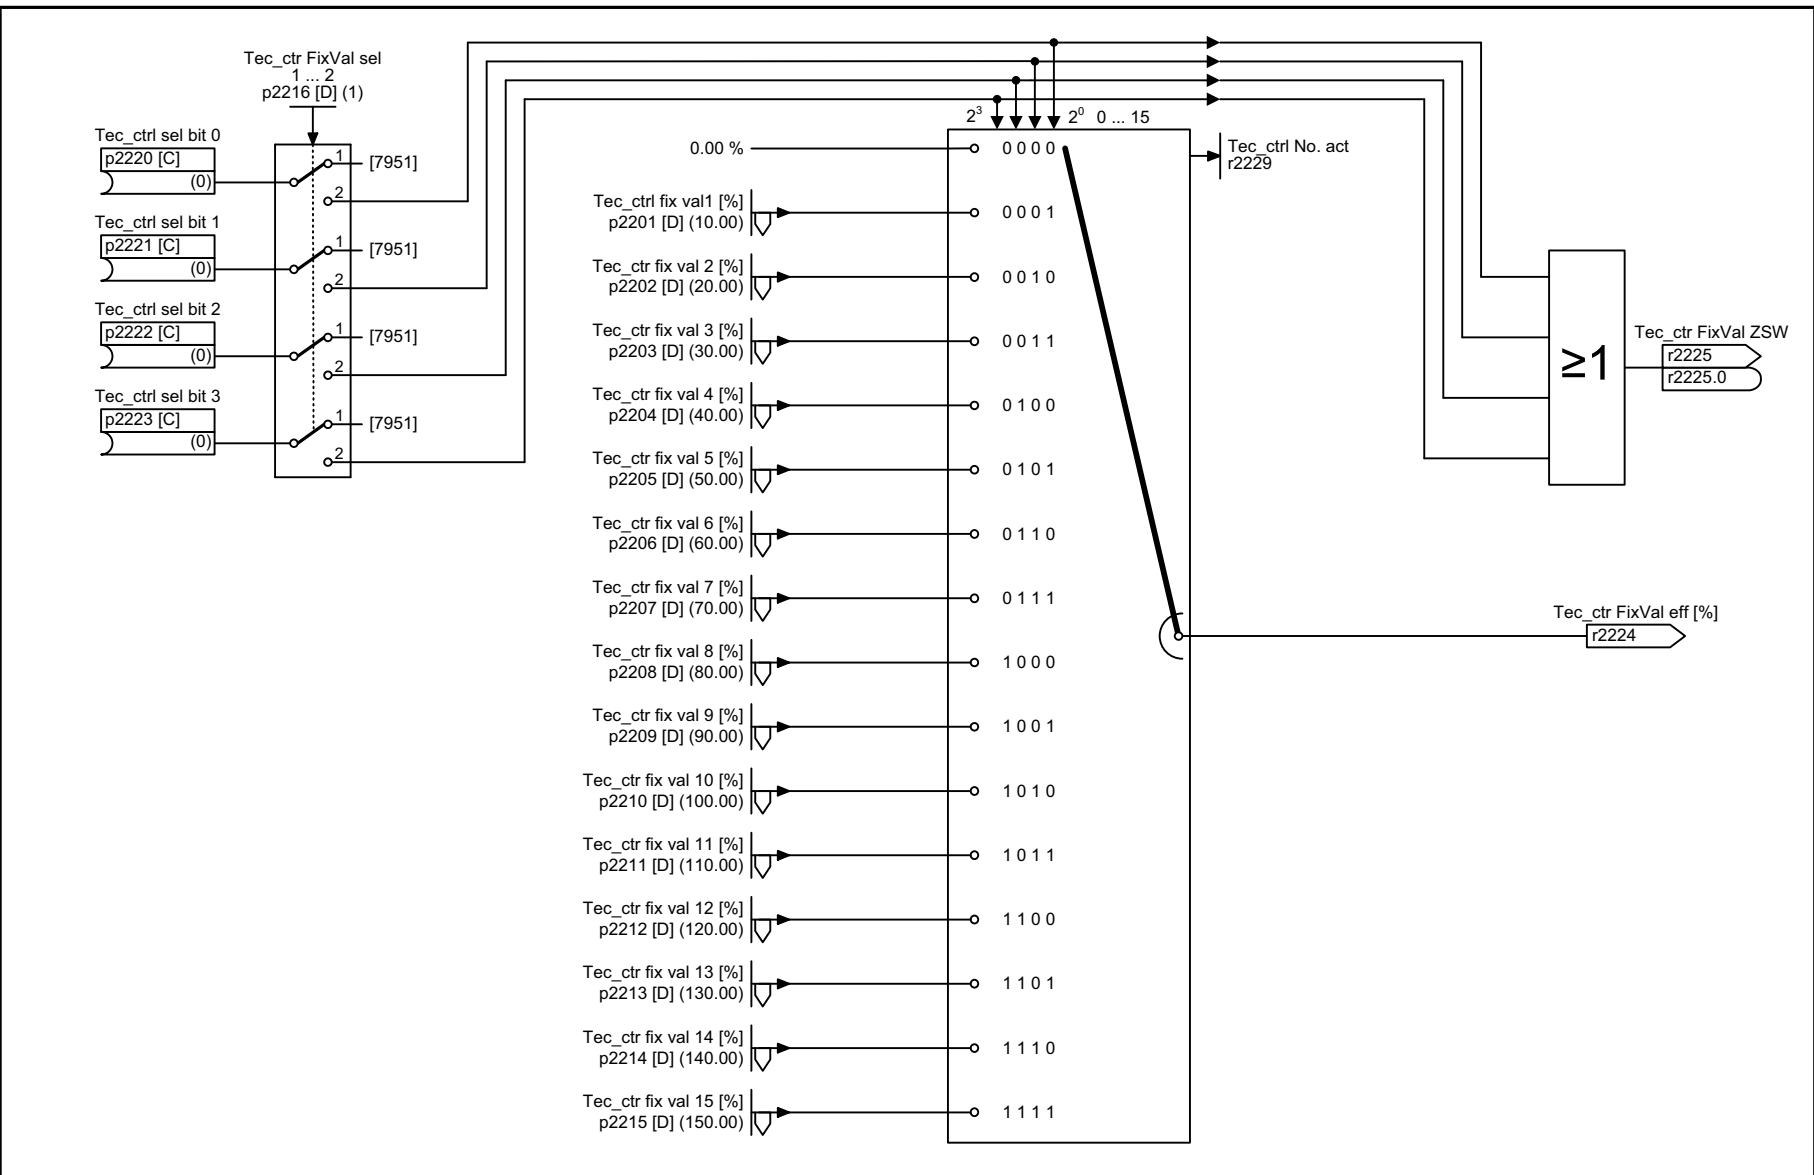 Tec_ctr FixVal sel
1 ... 2
p2216 [D] (1)
Tec_ctrl sel bit 0
p2220 [C]
(0)
1
[7951]
2
Tec_ctrl sel bit 1
p2221 [C]
(0)
1
[7951]
2
Tec_ctrl sel bit 2
p2222 [C]
(0)
1
[7951]
2
Tec_ctrl sel bit 3
p2223 [C]
(0)
1
[7951]
2
2³ 2⁰ 0 ... 15
0.00 % 0 0 0 0
Tec_ctrl fix val1 [%]
p2201 [D] (10.00) 0 0 0 1
Tec_ctr fix val 2 [%]
p2202 [D] (20.00) 0 0 1 0
Tec_ctr fix val 3 [%]
p2203 [D] (30.00) 0 0 1 1
Tec_ctr fix val 4 [%]
p2204 [D] (40.00) 0 1 0 0
Tec_ctr fix val 5 [%]
p2205 [D] (50.00) 0 1 0 1
Tec_ctr fix val 6 [%]
p2206 [D] (60.00) 0 1 1 0
Tec_ctr fix val 7 [%]
p2207 [D] (70.00) 0 1 1 1
Tec_ctr fix val 8 [%]
p2208 [D] (80.00) 1 0 0 0
Tec_ctr fix val 9 [%]
p2209 [D] (90.00) 1 0 0 1
Tec_ctr fix val 10 [%]
p2210 [D] (100.00) 1 0 1 0
Tec_ctr fix val 11 [%]
p2211 [D] (110.00) 1 0 1 1
Tec_ctr fix val 12 [%]
p2212 [D] (120.00) 1 1 0 0
Tec_ctr fix val 13 [%]
p2213 [D] (130.00) 1 1 0 1
Tec_ctr fix val 14 [%]
p2214 [D] (140.00) 1 1 1 0
Tec_ctr fix val 15 [%]
p2215 [D] (150.00) 1 1 1 1
Tec_ctrl No. act
r2229
≥1
Tec_ctr FixVal ZSW
r2225
r2225.0
Tec_ctr FixVal eff [%]
r2224